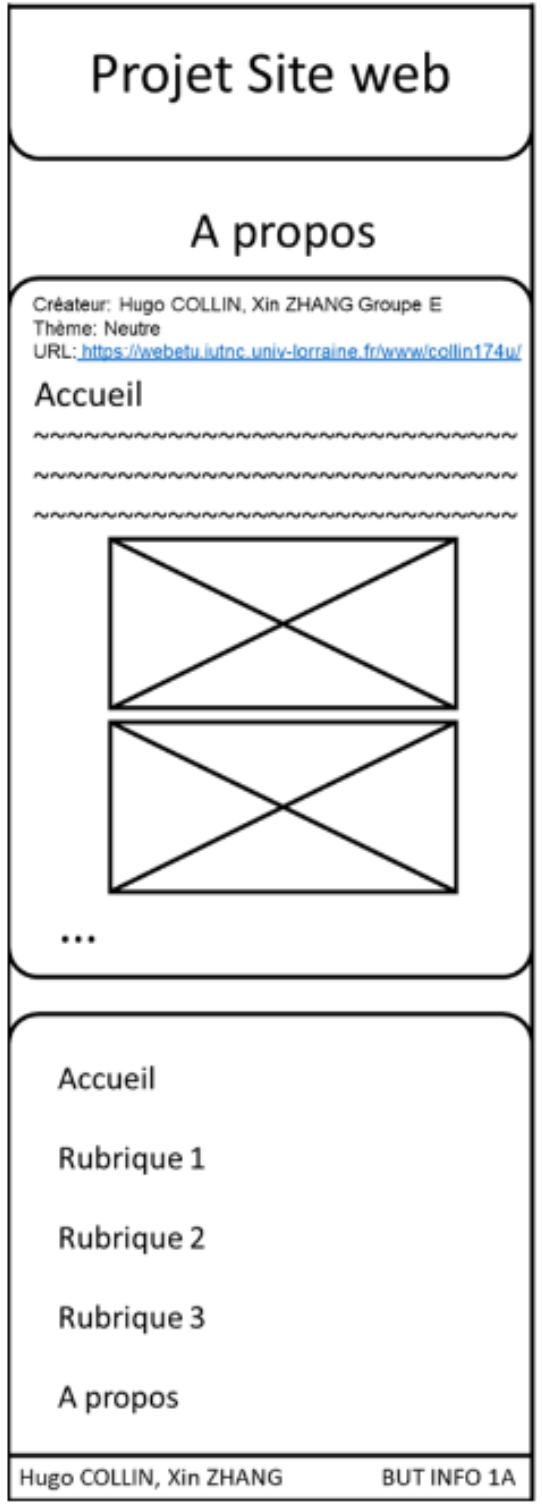 Projet Site web
A propos
Créateur: Hugo COLLIN, Xin ZHANG Groupe E
Thème: Neutre
URL: https://webetu.iutnc.univ-lorraine.fr/www/collin174u/
Accueil
~~~~~~~~~~~~~~~~~~~~~~~~~~~~~
~~~~~~~~~~~~~~~~~~~~~~~~~~~~~
~~~~~~~~~~~~~~~~~~~~~~~~~~~~~
...
Accueil
Rubrique 1
Rubrique 2
Rubrique 3
A propos
Hugo COLLIN, Xin ZHANG BUT INFO 1A